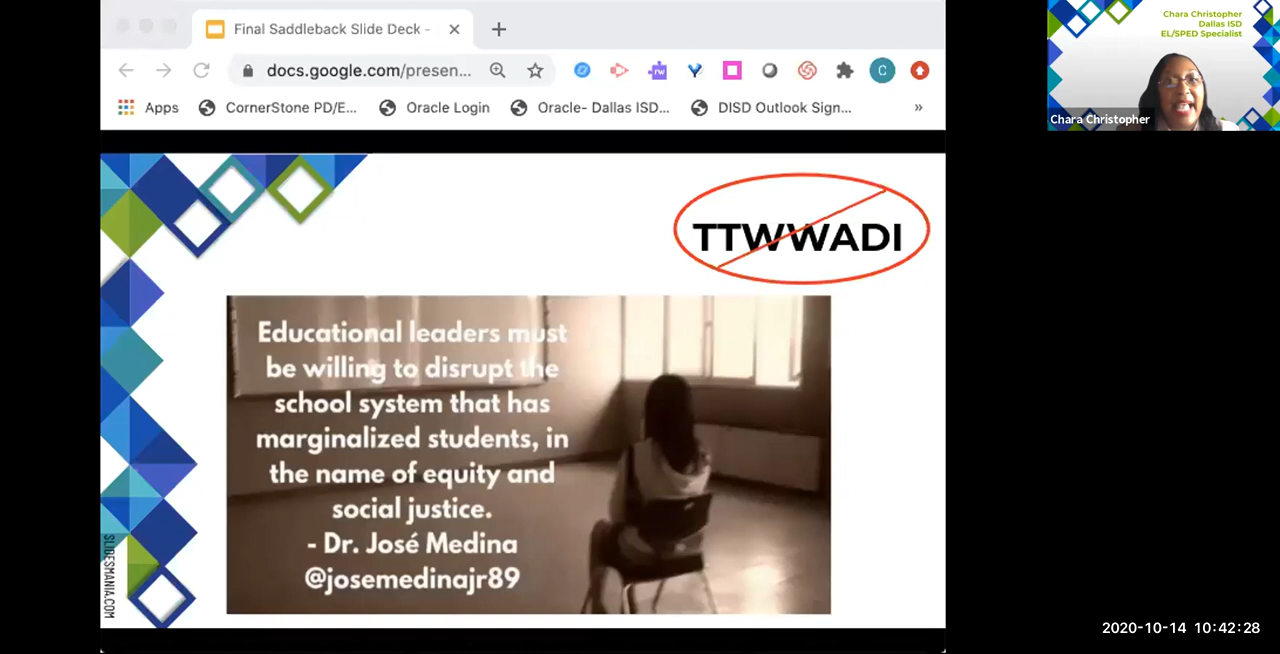 Final Saddleback Slide Deck -
docs.google.com/presen...
rw
C
Apps
CornerStone PD/E...
Oracle Login
Oracle- Dallas ISD...
DISD Outlook Sign...
»
Chara Christopher
Dallas ISD
EL/SPED Specialist
Chara Christopher
TTWWADI
Educational leaders must
be willing to disrupt the
school system that has
marginalized students, in
the name of equity and
social justice.
- Dr. José Medina
@josemedinajr89
SLIDESMANIA.COM
2020-10-14 10:42:28